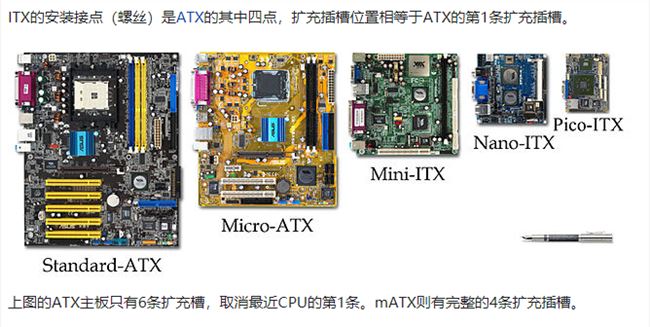 ITX的安装接点（螺丝）是ATX的其中四点，扩充插槽位置相等于ATX的第1条扩充插槽。
Standard-ATX
Micro-ATX
Mini-ITX
Nano-ITX
Pico-ITX
上图的ATX主板只有6条扩充槽，取消最近CPU的第1条。mATX则有完整的4条扩充插槽。